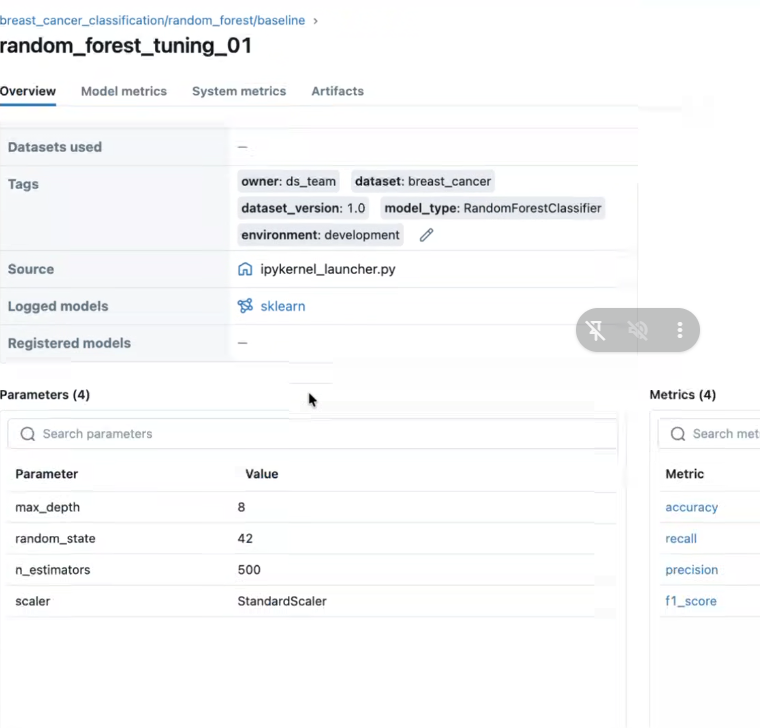 breast_cancer_classification/random_forest/baseline >
random_forest_tuning_01
Overview Model metrics System metrics Artifacts
Datasets used —
Tags owner: ds_team dataset: breast_cancer
dataset_version: 1.0 model_type: RandomForestClassifier
environment: development
Source ipykernel_launcher.py
Logged models sklearn
Registered models —
Parameters (4) Metrics (4)
Search parameters Search met
Parameter Value Metric
max_depth 8 accuracy
random_state 42 recall
n_estimators 500 precision
scaler StandardScaler f1_score